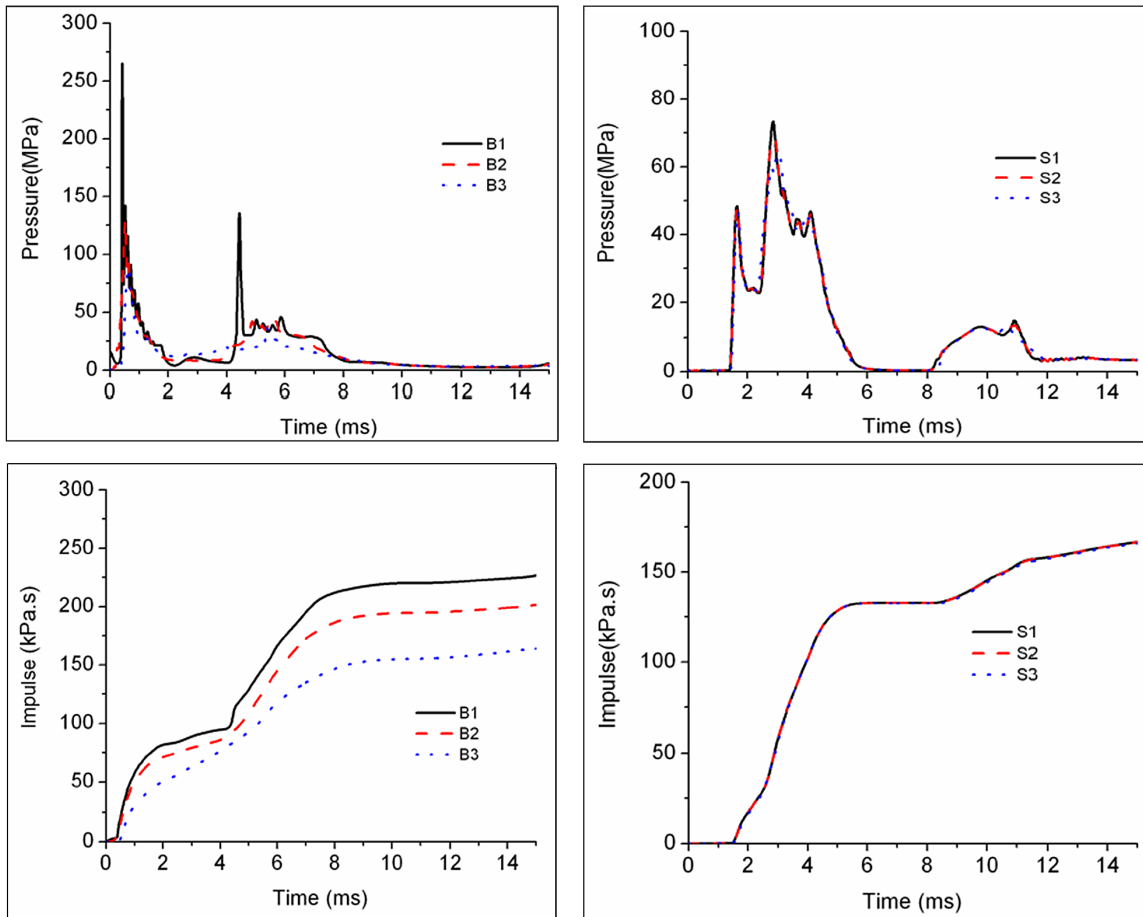 300
250
200
150
100
50
0
Pressure(MPa)
B1
B2
B3
0 2 4 6 8 10 12 14
Time (ms)
100
80
60
40
20
0
Pressure(MPa)
S1
S2
S3
0 2 4 6 8 10 12 14
Time (ms)
300
250
200
150
100
50
0
Impulse (kPa.s)
B1
B2
B3
0 2 4 6 8 10 12 14
Time (ms)
200
150
100
50
0
Impulse(kPa.s)
S1
S2
S3
0 2 4 6 8 10 12 14
Time (ms)